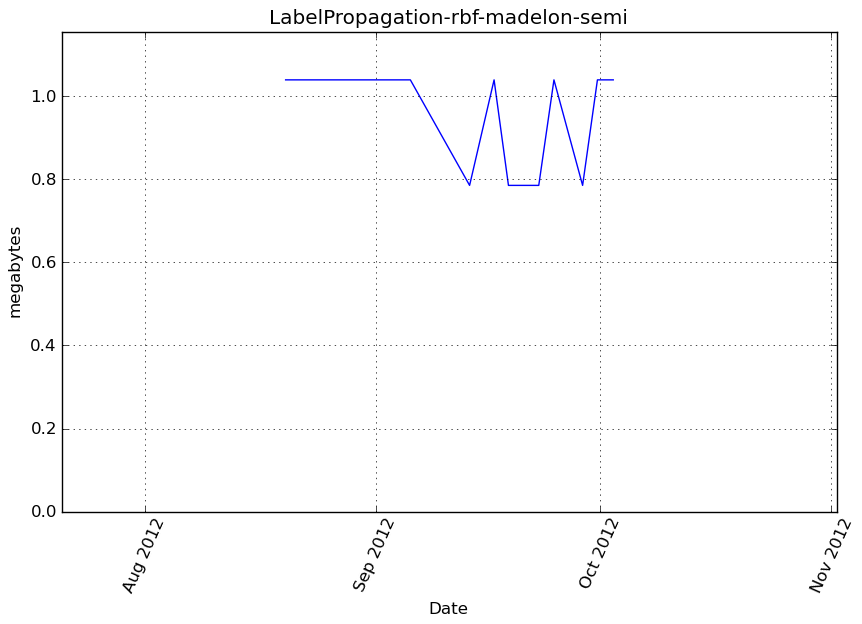 LabelPropagation-rbf-madelon-semi
megabytes
1.0
0.8
0.6
0.4
0.2
0.0
Aug 2012
Sep 2012
Oct 2012
Nov 2012
Date